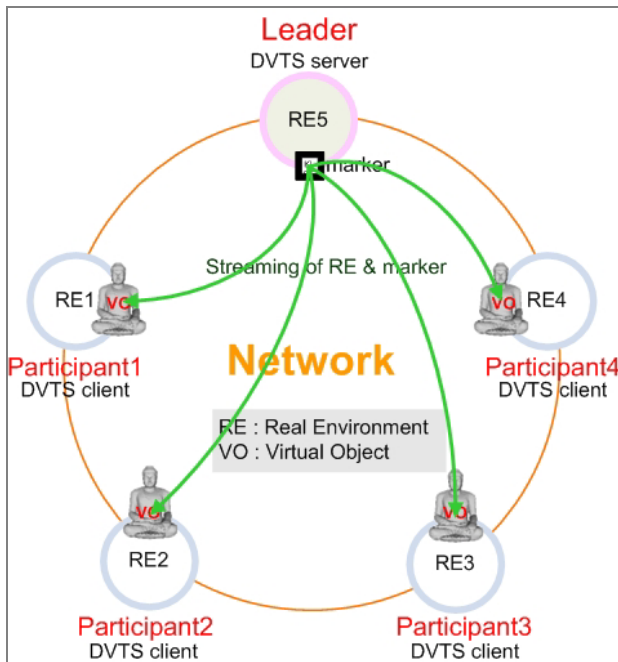 Leader
DVTS server
RE5
marker
Streaming of RE & marker
RE1
VO
VO
RE4
Participant1
DVTS client
Network
Participant4
DVTS client
RE : Real Environment
VO : Virtual Object
VO
VO
RE2
RE3
Participant2
DVTS client
Participant3
DVTS client